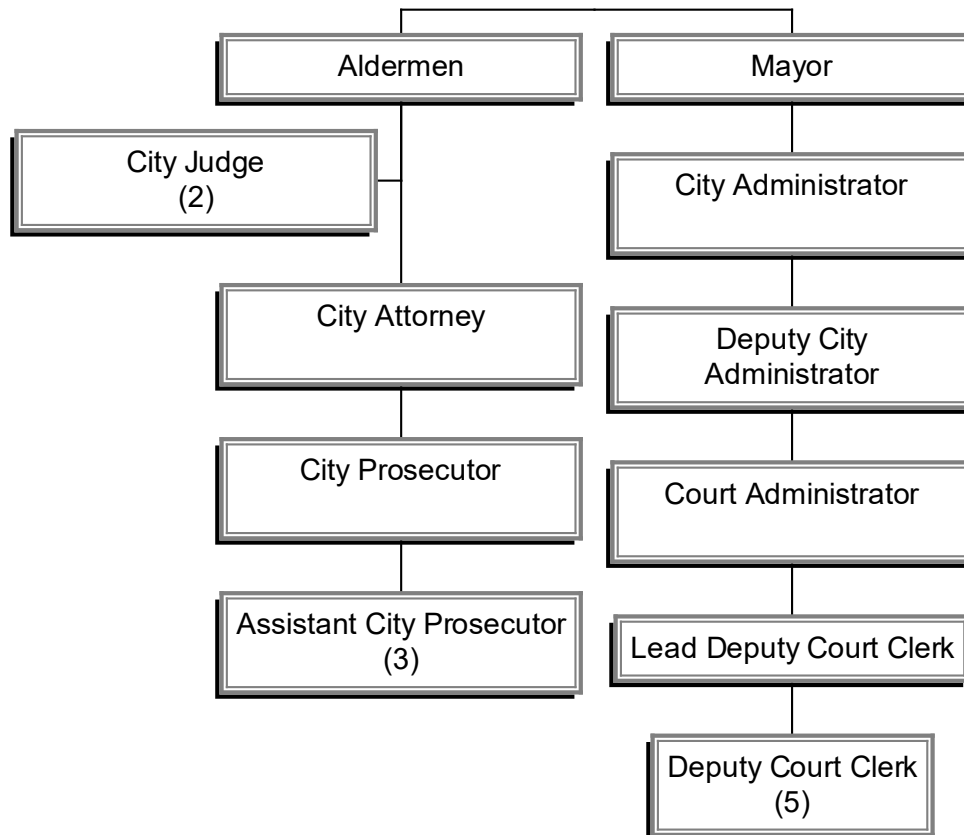 Aldermen
Mayor
City Judge
(2)
City Administrator
City Attorney
Deputy City
Administrator
City Prosecutor
Court Administrator
Assistant City Prosecutor
(3)
Lead Deputy Court Clerk
Deputy Court Clerk
(5)